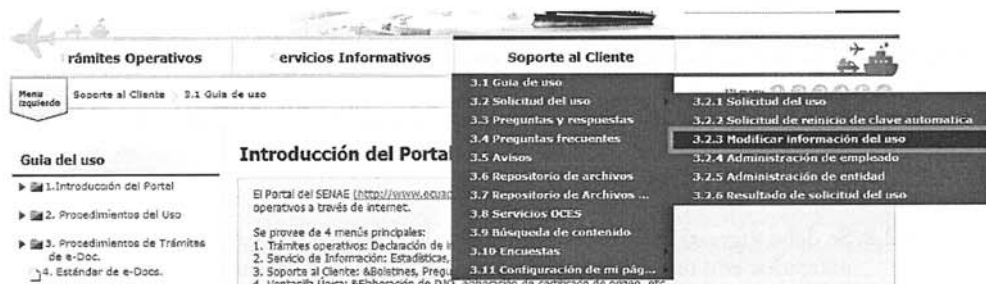 rámites Operativos
ervicios Informativos
Soporte al Cliente
Menu
izquierdo
Soporte al Cliente
3.1 Guia de uso
3.1 Guia de uso
3.2 Solicitud del uso
3.3 Preguntas y respuestas
3.4 Preguntas frecuentes
3.5 Avisos
3.6 Repositorio de archivos
3.7 Repositorio de Archivos ...
3.8 Servicios OCES
3.9 Búsqueda de contenido
3.10 Encuestas
3.11 Configuración de mi pág...
3.2.1 Solicitud del uso
3.2.2 Solicitud de reinicio de clave automatica
3.2.3 Modificar información del uso
3.2.4 Administración de empleado
3.2.5 Administración de entidad
3.2.6 Resultado de solicitud del uso
Guia del uso
1.Introducción del Portal
2. Procedimientos del Uso
3. Procedimientos de Trámites
de e-Doc.
4. Estándar de e-Docs.
Introducción del Portal
El Portal del SENAE (http://www.ecuap
operativos a través de internet.
Se provee de 4 menús principales:
1. Trámites operativos: Declaración de i
2. Servicio de Información: Estadísticas,
3. Soporte al Cliente: &Boletines, Pregu